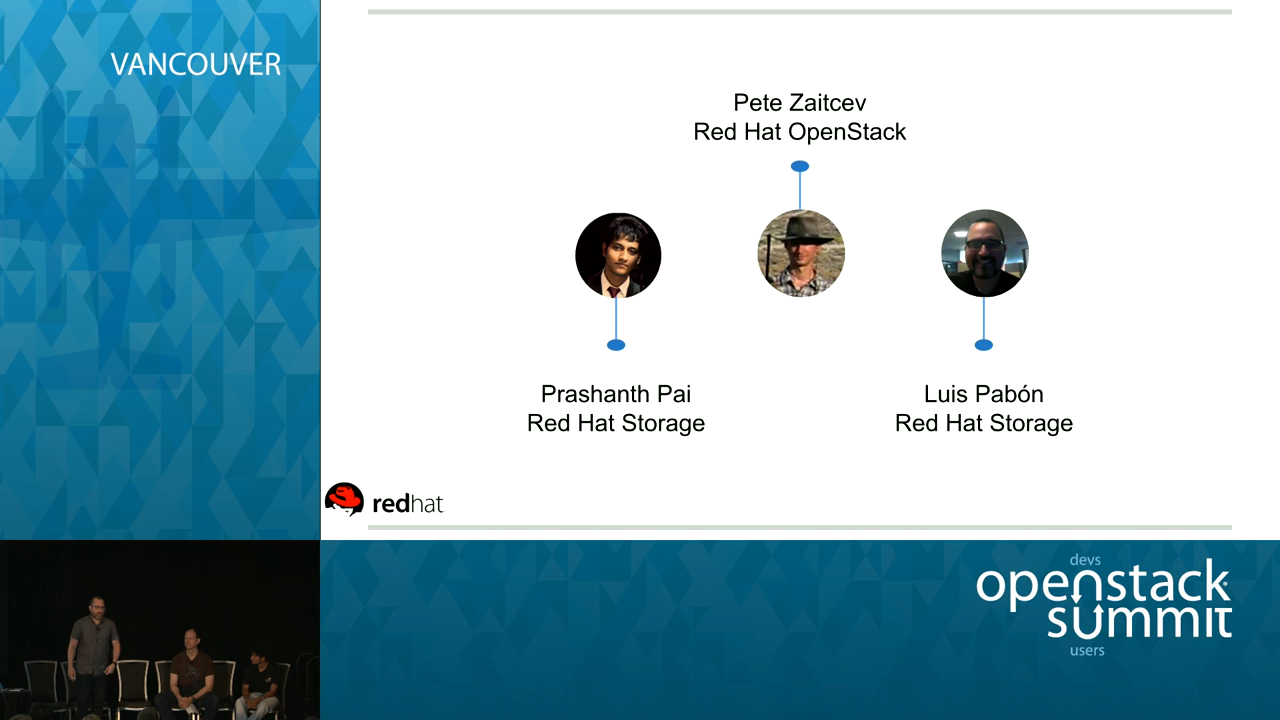 VANCOUVER
Pete Zaitcev
Red Hat OpenStack
Prashanth Pai
Red Hat Storage
Luis Pabón
Red Hat Storage
redhat
devs
openstack
summit
users